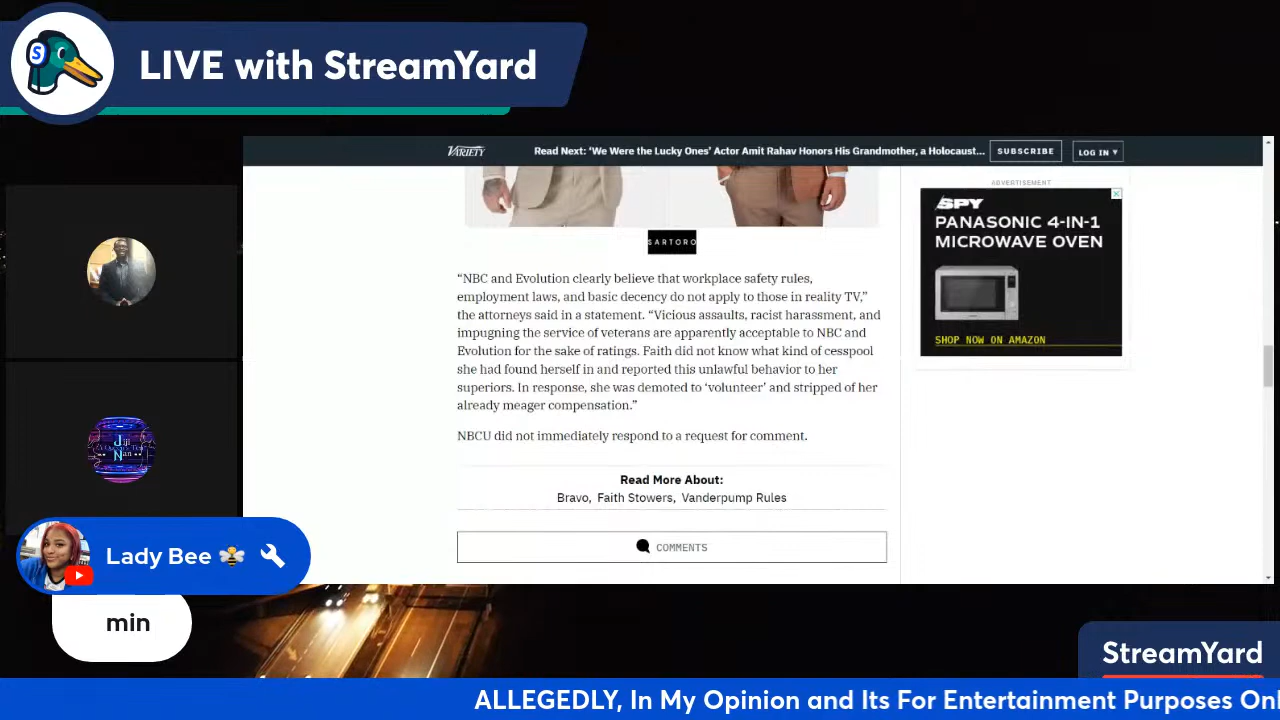 LIVE with StreamYard
VARIETY
Read Next: ‘We Were the Lucky Ones’ Actor Amit Rahav Honors His Grandmother, a Holocaust...
SUBSCRIBE
LOG IN ▾
SARTORO
“NBC and Evolution clearly believe that workplace safety rules,
employment laws, and basic decency do not apply to those in reality TV,”
the attorneys said in a statement. “Vicious assaults, racist harassment, and
impugning the service of veterans are apparently acceptable to NBC and
Evolution for the sake of ratings. Faith did not know what kind of cesspool
she had found herself in and reported this unlawful behavior to her
superiors. In response, she was demoted to ‘volunteer’ and stripped of her
already meager compensation.”
NBCU did not immediately respond to a request for comment.
Read More About:
Bravo, Faith Stowers, Vanderpump Rules
COMMENTS
ADVERTISEMENT
SPY
PANASONIC 4-IN-1
MICROWAVE OVEN
SHOP NOW ON AMAZON
Lady Bee 🐝
min
StreamYard
ALLEGEDLY, In My Opinion and Its For Entertainment Purposes Onl